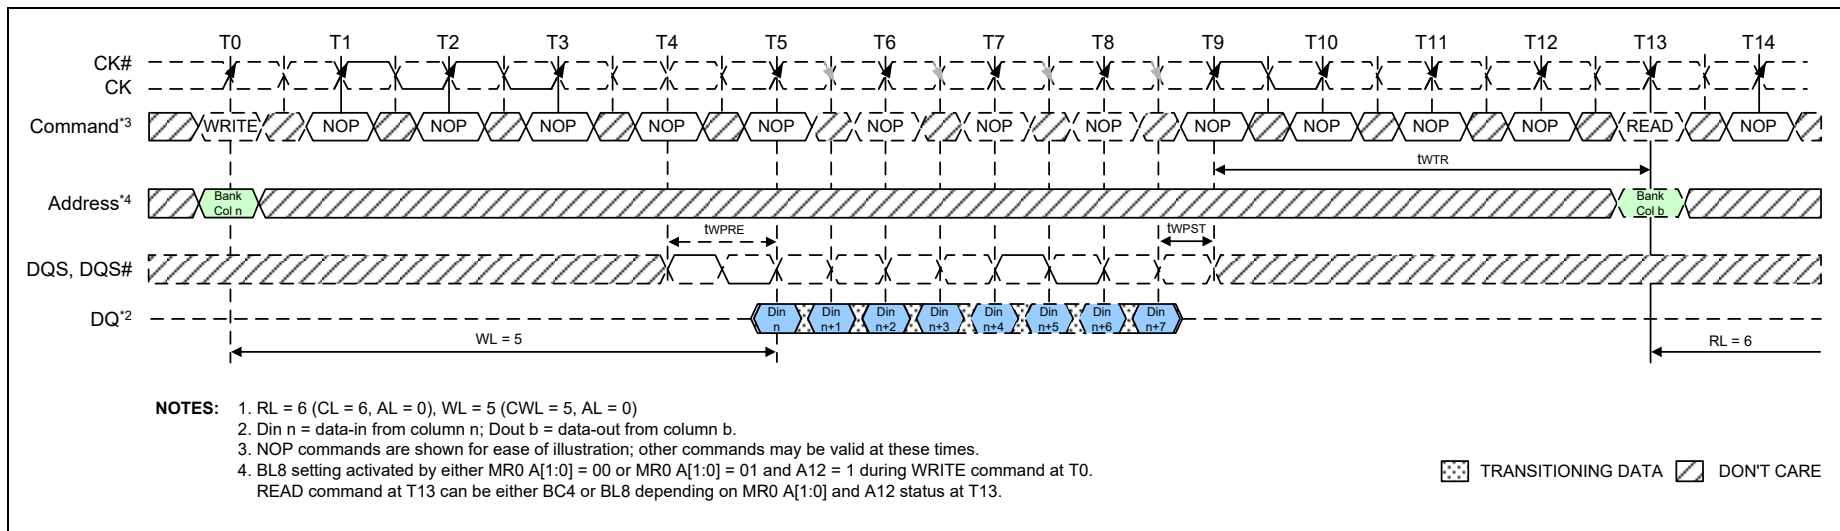 T0 T1 T2 T3 T4 T5 T6 T7 T8 T9 T10 T11 T12 T13 T14
CK#
CK
Command*3 WRITE NOP NOP NOP NOP NOP NOP NOP NOP NOP NOP NOP NOP READ NOP
tWTR
Address*4 Bank Col n Bank Col b
tWPRE tWPST
DQS, DQS#
DQ*2 Din n Din n+1 Din n+2 Din n+3 Din n+4 Din n+5 Din n+6 Din n+7
WL = 5 RL = 6
NOTES: 1. RL = 6 (CL = 6, AL = 0), WL = 5 (CWL = 5, AL = 0)
2. Din n = data-in from column n; Dout b = data-out from column b.
3. NOP commands are shown for ease of illustration; other commands may be valid at these times.
4. BL8 setting activated by either MR0 A[1:0] = 00 or MR0 A[1:0] = 01 and A12 = 1 during WRITE command at T0.
READ command at T13 can be either BC4 or BL8 depending on MR0 A[1:0] and A12 status at T13.
TRANSITIONING DATA DON'T CARE